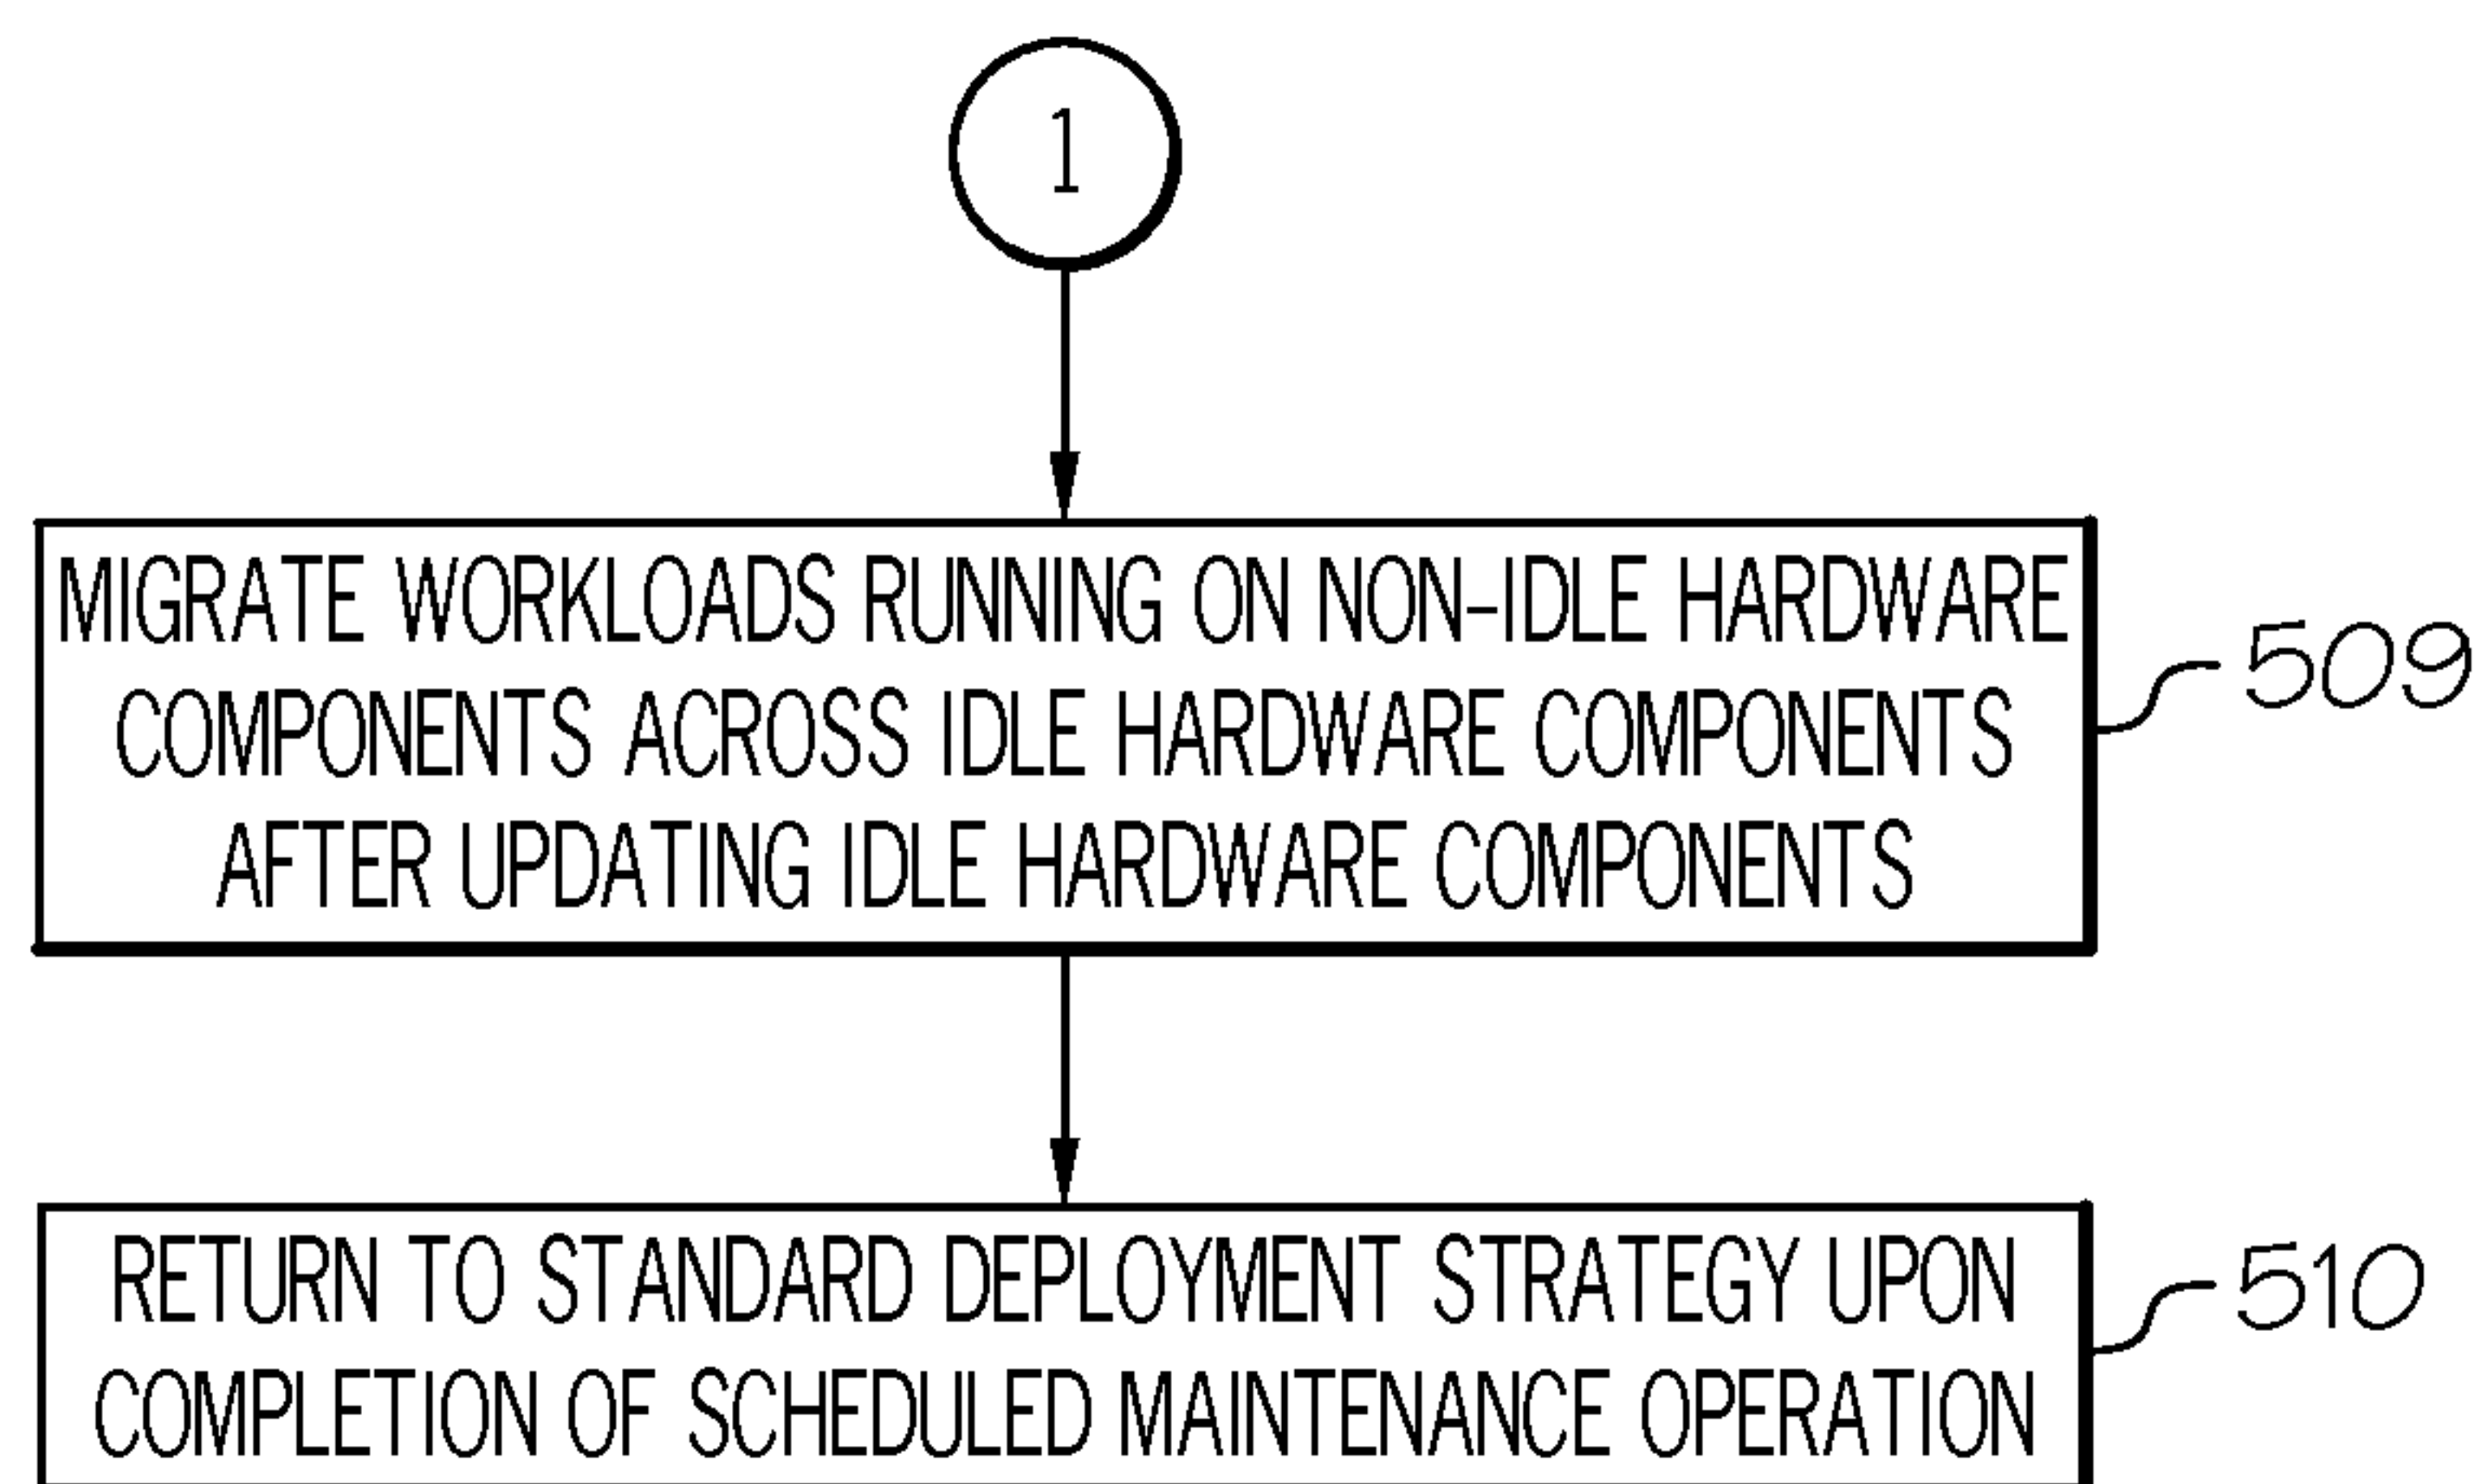 1
MIGRATE WORKLOADS RUNNING ON NON-IDLE HARDWARE
COMPONENTS ACROSS IDLE HARDWARE COMPONENTS
AFTER UPDATING IDLE HARDWARE COMPONENTS
509
RETURN TO STANDARD DEPLOYMENT STRATEGY UPON
COMPLETION OF SCHEDULED MAINTENANCE OPERATION
510